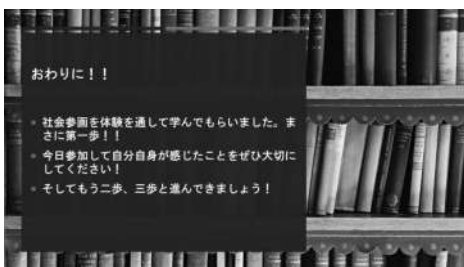 おわりに！！
社会参画を体験を通して学んでもらいました。ま
さに第一歩！！
今日参加して自分自身が感じたことをぜひ大切に
してください！
そしてもう二歩、三歩と進んできましょう！